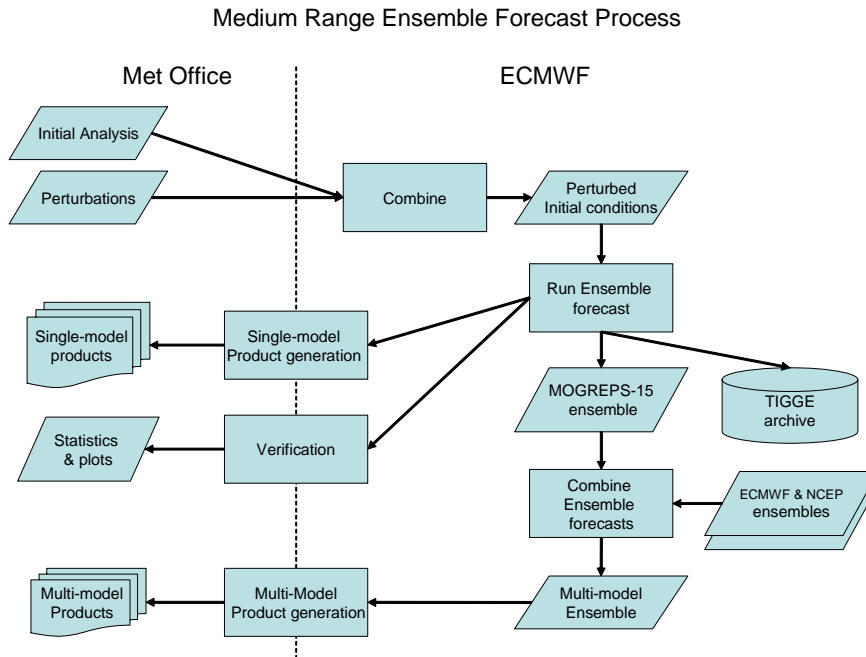 Medium Range Ensemble Forecast Process
Met Office
ECMWF
Initial Analysis
Perturbations
Combine
Perturbed
Initial conditions
Run Ensemble
forecast
Single-model
products
Single-model
Product generation
MOGREPS-15
ensemble
TIGGE
archive
Statistics
& plots
Verification
Combine
Ensemble
forecasts
ECMWF & NCEP
ensembles
Multi-model
Products
Multi-Model
Product generation
Multi-model
Ensemble